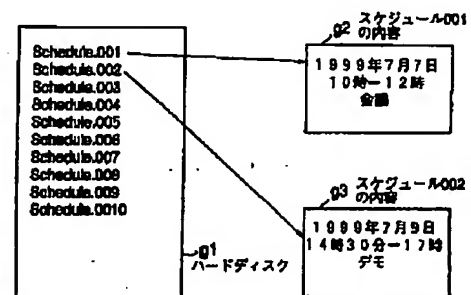 Schedule.001
Schedule.002
Schedule.003
Schedule.004
Schedule.005
Schedule.006
Schedule.007
Schedule.008
Schedule.009
Schedule.0010
g1
ハードディスク
g2 スケジュール001
の内容
1999年7月7日
10時ー12時
会議
g3 スケジュール002
の内容
1999年7月9日
14時30分ー17時
デモ